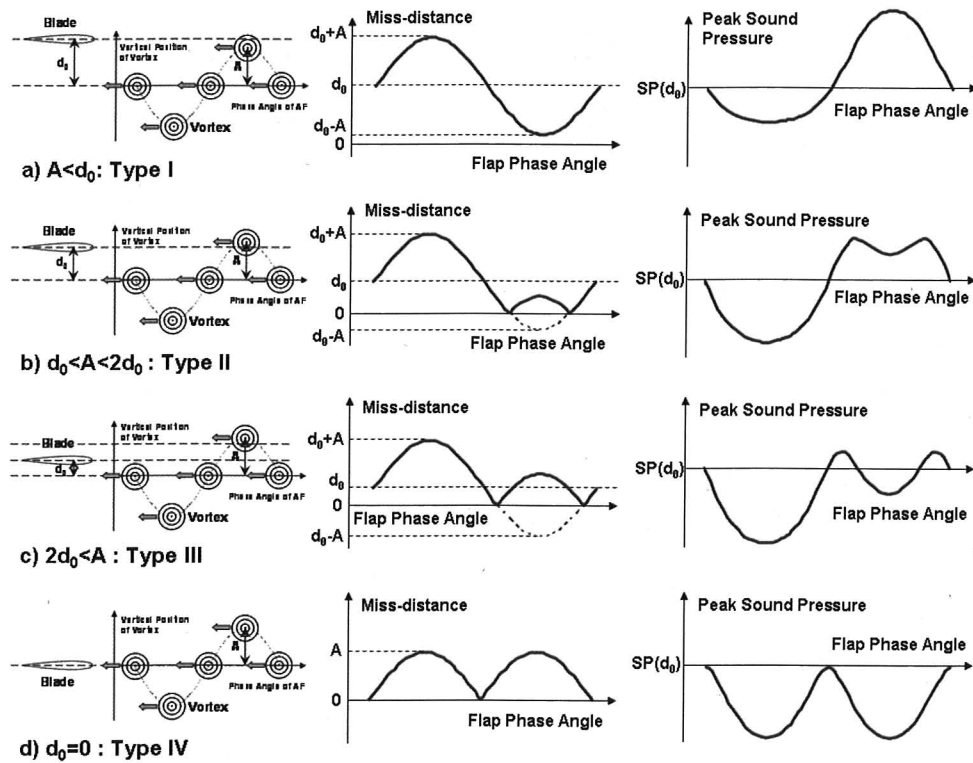 Blade
Vertical Position
of Vortex
d₀
A
Phase Angle of AF
Vortex
a) A<d₀: Type I
Miss-distance
d₀+A
d₀
d₀-A
0
Flap Phase Angle
Peak Sound
Pressure
SP(d₀)
Flap Phase Angle
Blade
Vertical Position
of Vortex
d₀
A
Phase Angle of AF
Vortex
b) d₀<A<2d₀ : Type II
Miss-distance
d₀+A
d₀
0
d₀-A
Flap Phase Angle
Peak Sound Pressure
SP(d₀)
Flap Phase Angle
Vertical Position
of Vortex
Blade
d₀
A
Phase Angle of AF
Vortex
c) 2d₀<A : Type III
Miss-distance
d₀+A
d₀
0
Flap Phase Angle
d₀-A
Peak Sound Pressure
SP(d₀)
Flap Phase Angle
Vertical Position
of Vortex
A
Blade
Phase Angle of AF
Vortex
d) d₀=0 : Type IV
Miss-distance
A
0
Flap Phase Angle
Peak Sound Pressure
Flap Phase Angle
SP(d₀)